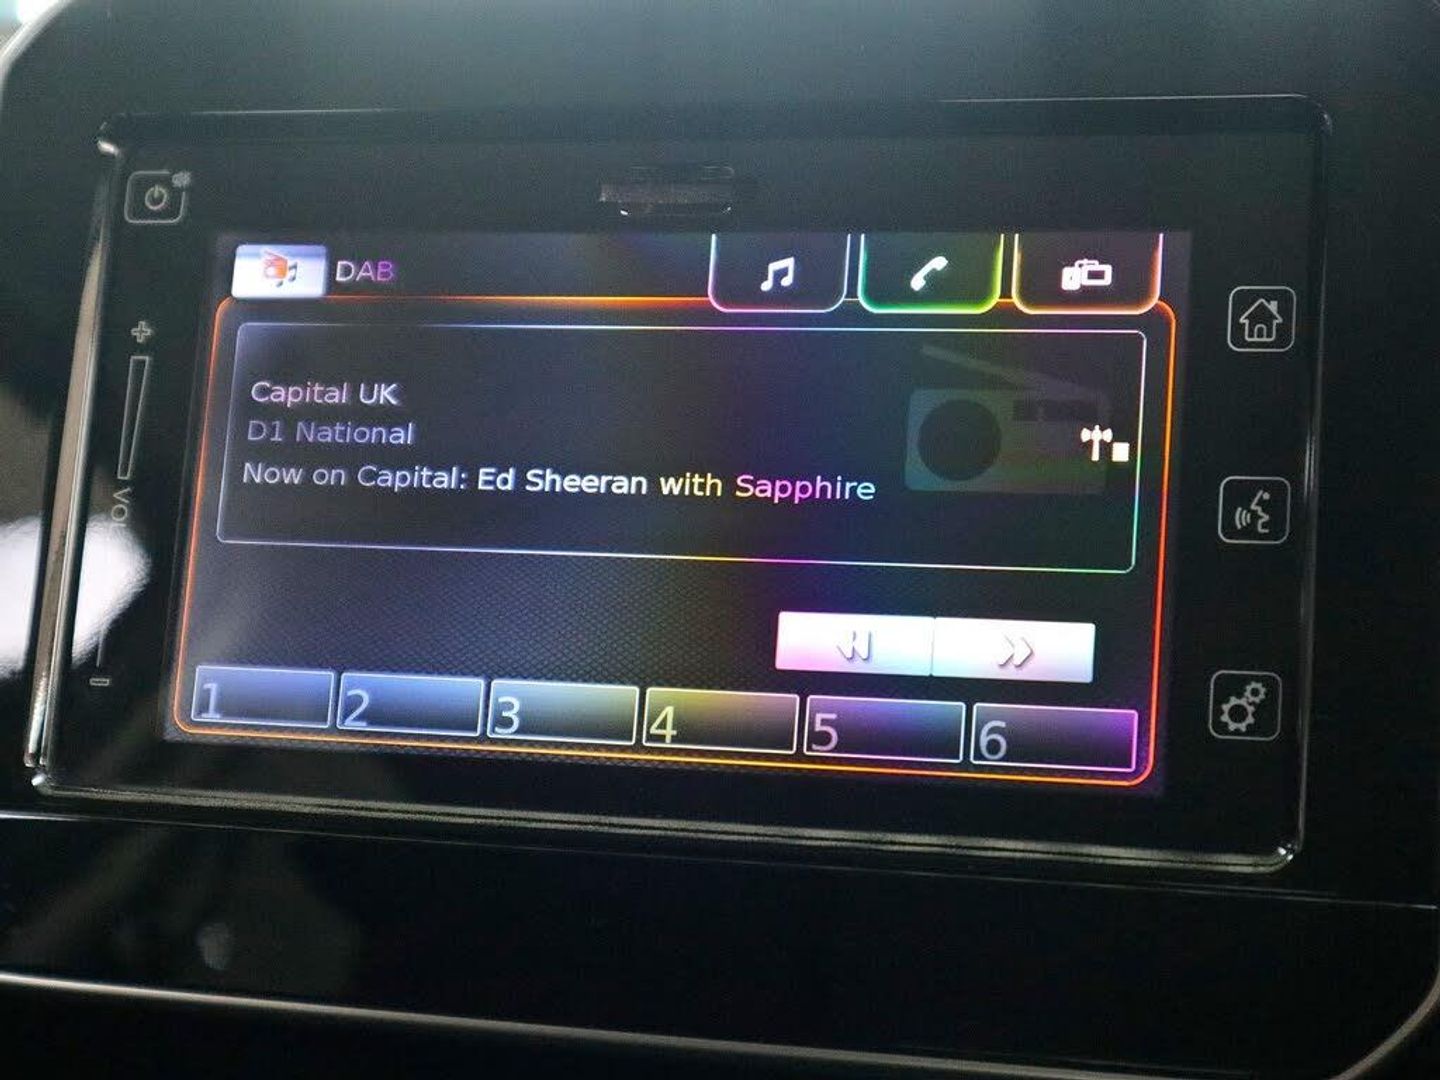 DAB
Capital UK
D1 National
Now on Capital: Ed Sheeran with Sapphire
VOL
1 2 3 4 5 6